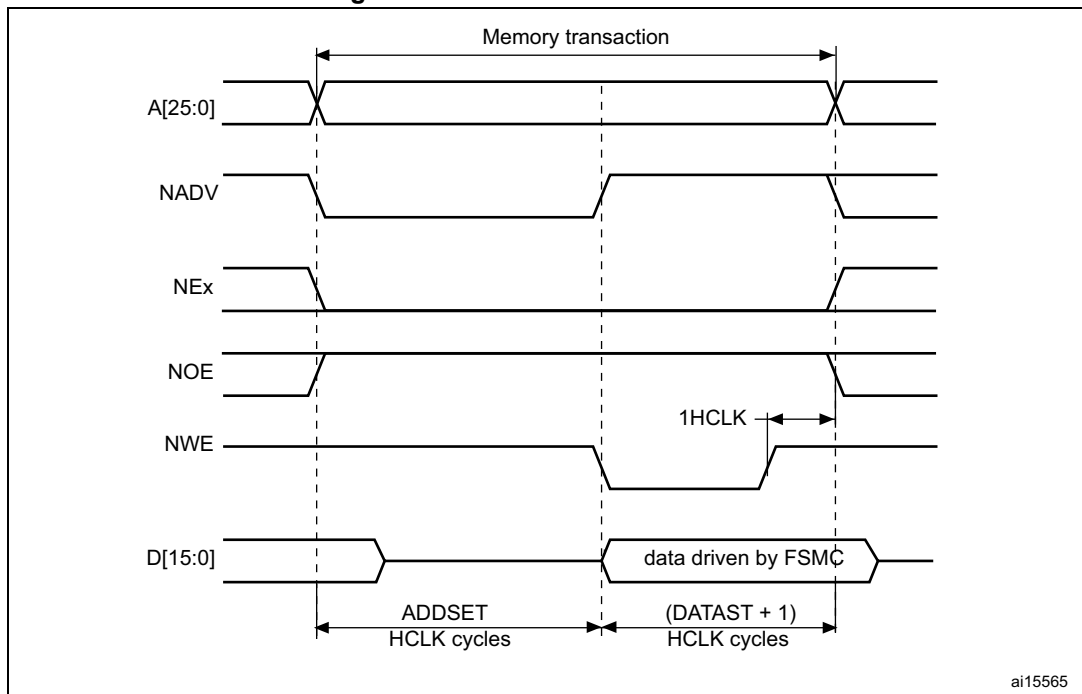 Memory transaction
A[25:0]
NADV
NEx
NOE
1HCLK
NWE
D[15:0]
data driven by FSMC
ADDSET
HCLK cycles
(DATAST + 1)
HCLK cycles
ai15565